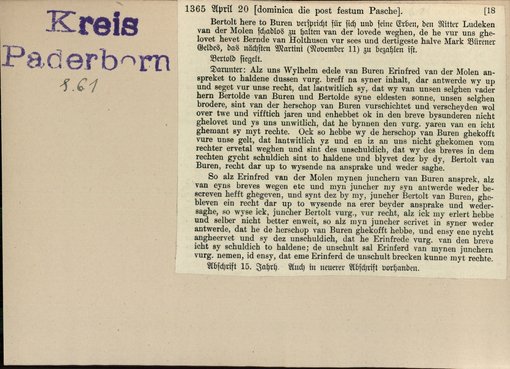 Kreis
Paderborn
S. 61
1365 April 20 [dominica die post festum Pasche]. [18
Bertolt here to Buren verspricht für sich und seine Erben, den Ritter Ludeken
van der Molen schadlos zu halten van der lovede weghen, de he vur uns ghe-
lovet hevet Bernde van Holthusen vur sees und dertigeste halve Mark Bürener
Geldes, das nächsten Martini (November 11) zu bezahlen ist.
Bertold siegelt.
Darunter: Alz uns Wylhelm edele van Buren Erinfred van der Molen an-
spreket to haldene dussen vurg. breff na syner inhalt, dar antwerde wy up
und seget vur unse recht, dat lantwitlich sy, dat wy van unsen selghen vader
hern Bertolde van Buren und Bertolde syne eldesten sonne, unsen selghen
brodere, sint van der herschop van Buren vurschichtet und verscheyden wol
over twe und vifftich jaren und enhebbet ok in den breve bysunderen nicht
ghelovet und ys uns unwitlich, dat he bynnen den vurg. yaren van en icht
ghemant sy myt rechte. Ock so hebbe wy de herschop van Buren ghekofft
vure unse gelt, dat lantwitlich yz und en iz an uns nicht ghekomen vom
rechter ervetal weghen und sint des unschuldich, dat wy des breves in dem
rechten gycht schuldich sint to haldene und blyvet dez by dy, Bertolt van
Buren, recht dar up to wysende na ansprake und weder saghe.
So alz Erinfred van der Molen mynen junchern van Buren ansprek, alz
van eyns breves wegen etc und myn juncher my syn antwerde weder be-
screven hefft ghegeven, und synt dez by my, juncher Bertolt van Buren, ghe-
bleven ein recht dar up to wysende na erer beyder ansprake und weder-
saghe, so wyse ick, juncher Bertolt vurg., vur recht, als ick my erlert hebbe
und selber nicht better enweit, so alz myn juncher scrivet in syner weder
antwerde, dat he de herschop van Buren ghekofft hebbe, und ensy ene nycht
angheervet und sy dez unschuldich, dat he Erinfrede vurg. van den breve
icht sy schuldich to haldene; de unschult sal Erinferd van mynen junchern
vurg. nemen, id ensy, dat eme Erinferd de unschult brecken kunne myt rechte.
Abschrift 15. Jahrh. Auch in neuerer Abschrift vorhanden.